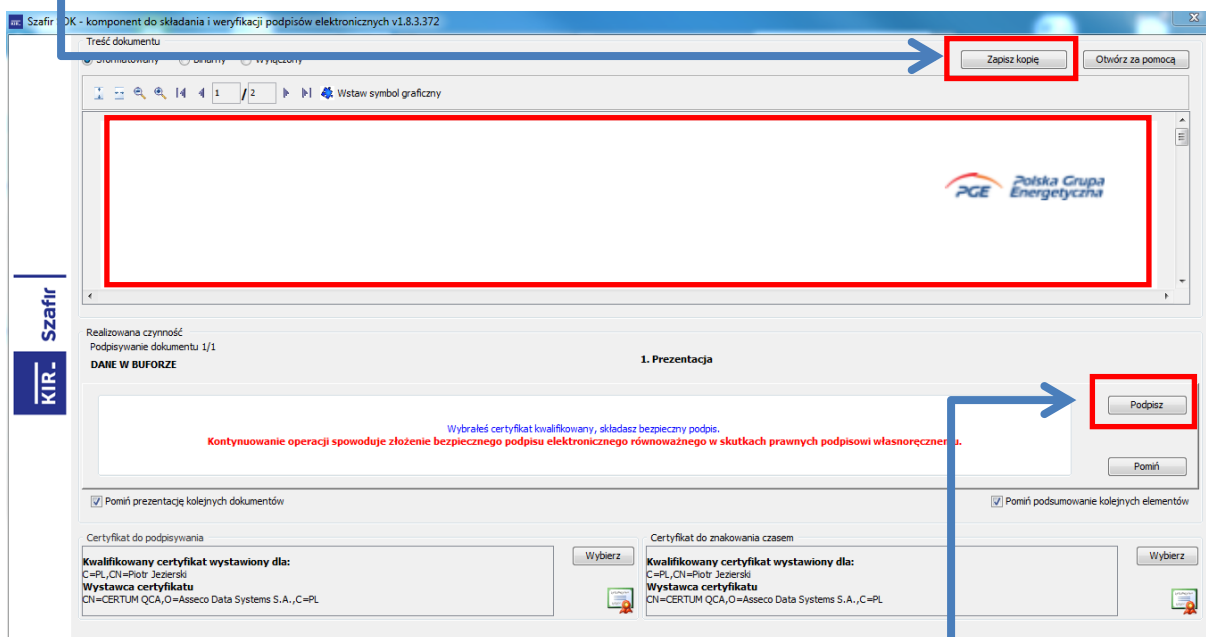 KIR. Szafir SDK - komponent do składania i weryfikacji podpisów elektronicznych v1.8.3.372
Treść dokumentu
Sformatowany Binarny Wyłączony
Zapisz kopię Otwórz za pomocą
1 / 2 Wstaw symbol graficzny
PGE Polska Grupa
Energetyczna
KIR. Szafir
Realizowana czynność
Podpisywanie dokumentu 1/1
DANE W BUFORZE
1. Prezentacja
Wybrałeś certyfikat kwalifikowany, składasz bezpieczny podpis.
Kontynuowanie operacji spowoduje złożenie bezpiecznego podpisu elektronicznego równoważnego w skutkach prawnych podpisowi własnoręcznemu.
Podpisz
Pomiń
Pomiń prezentację kolejnych dokumentów
Pomiń podsumowanie kolejnych elementów
Certyfikat do podpisywania
Kwalifikowany certyfikat wystawiony dla:
C=PL,CN=Piotr Jezierski
Wystawca certyfikatu
CN=CERTUM QCA,O=Asseco Data Systems S.A.,C=PL
Wybierz
Certyfikat do znakowania czasem
Kwalifikowany certyfikat wystawiony dla:
C=PL,CN=Piotr Jezierski
Wystawca certyfikatu
CN=CERTUM QCA,O=Asseco Data Systems S.A.,C=PL
Wybierz